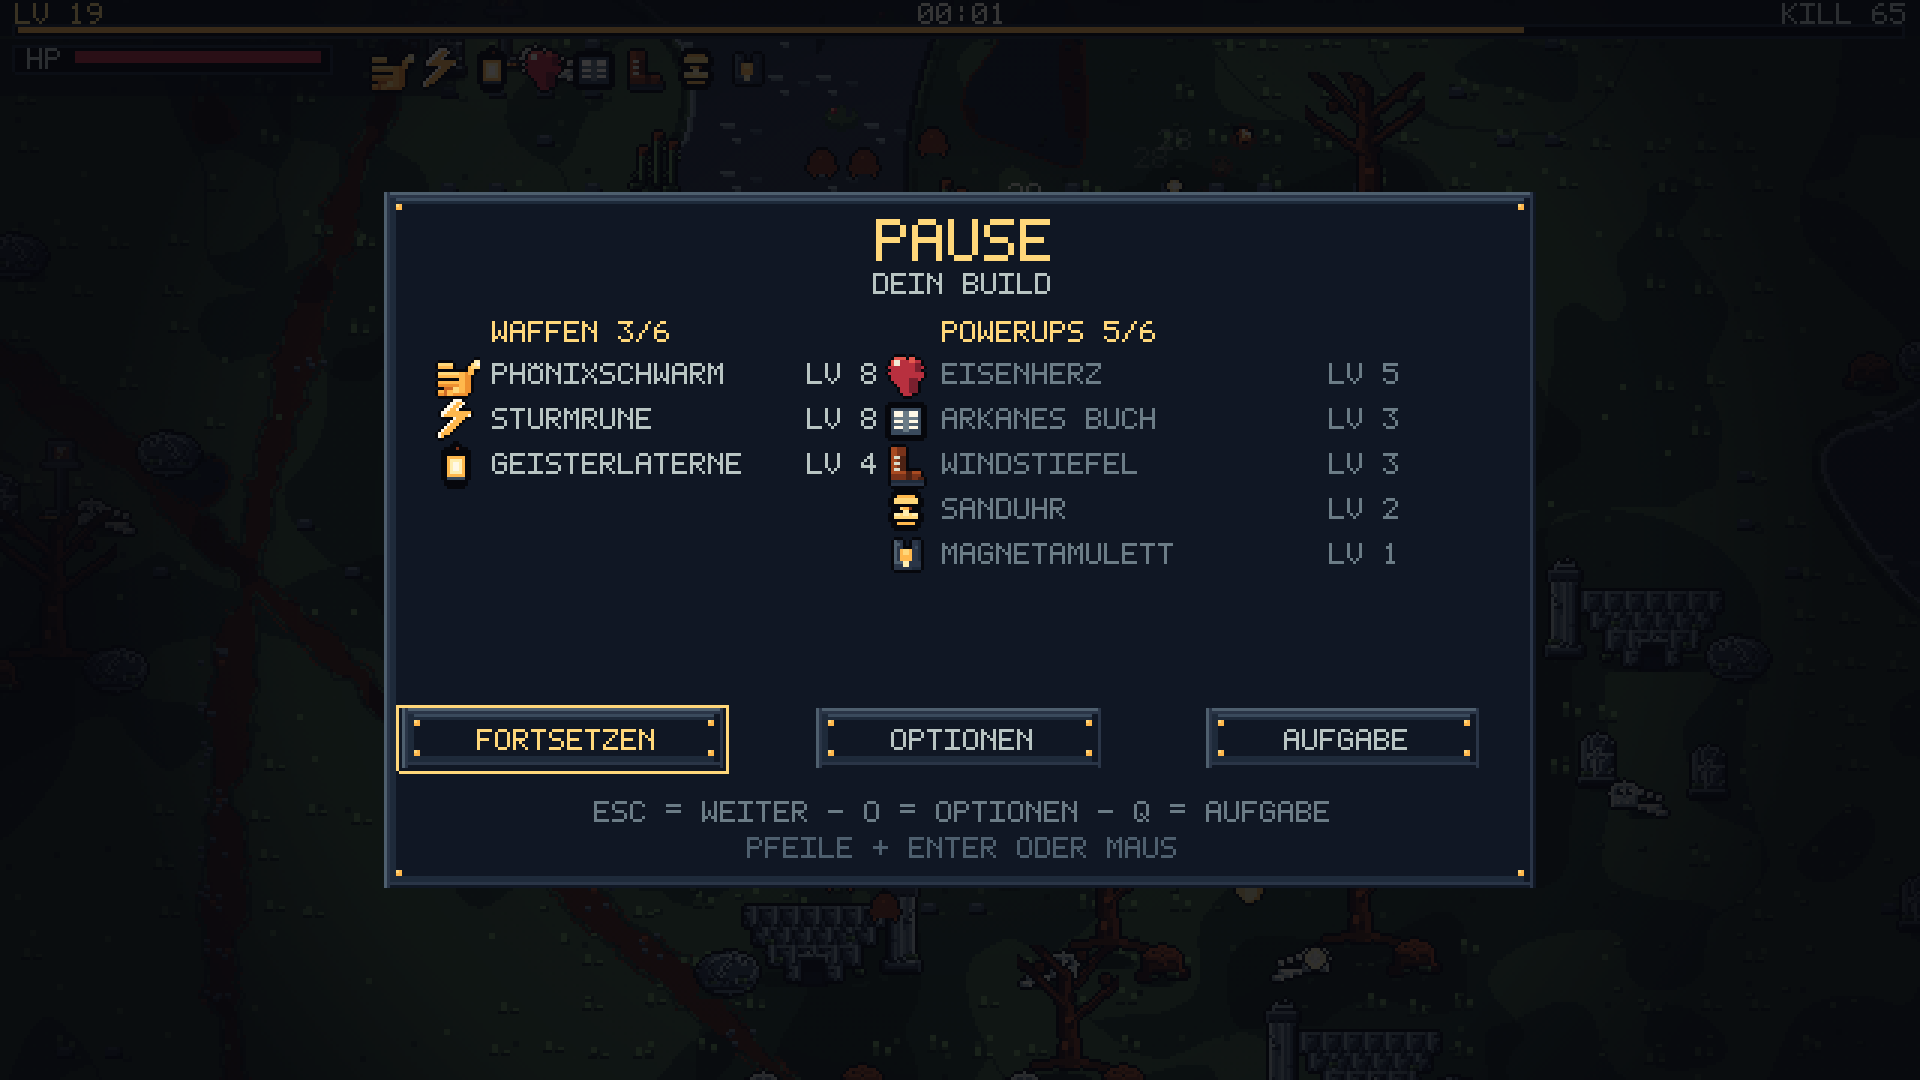 LV 19
00:01
KILL 65
HP
28
28
PAUSE
DEIN BUILD
WAFFEN 3/6
POWERUPS 5/6
PHÖNIXSCHWARM LV 8
EISENHERZ LV 5
STURMRUNE LV 8
ARKANES BUCH LV 3
GEISTERLATERNE LV 4
WINDSTIEFEL LV 3
SANDUHR LV 2
MAGNETAMULETT LV 1
FORTSETZEN
OPTIONEN
AUFGABE
ESC = WEITER - O = OPTIONEN - Q = AUFGABE
PFEILE + ENTER ODER MAUS